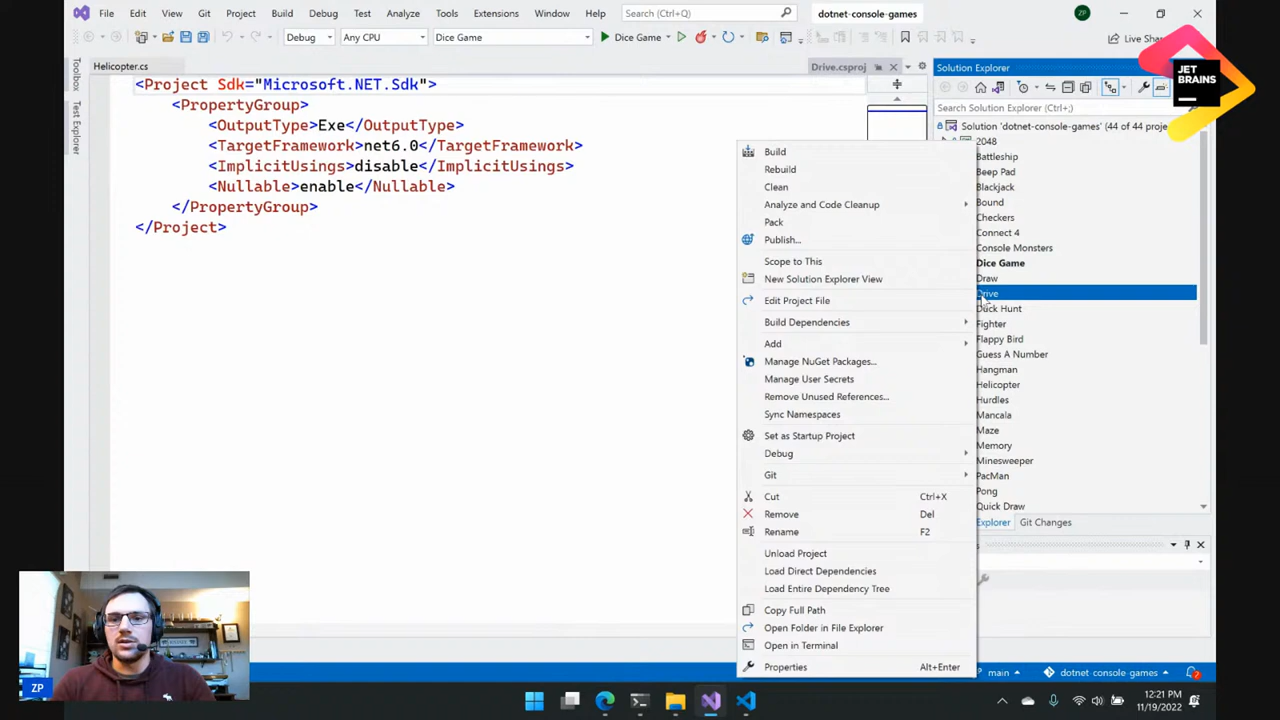 File Edit View Git Project Build Debug Test Analyze Tools Extensions Window Help Search (Ctrl+Q) dotnet-console-games ZP
Debug Any CPU Dice Game Dice Game Live Share
Toolbox
Test Explorer
Helicopter.cs Drive.csproj
<Project Sdk="Microsoft.NET.Sdk">
<PropertyGroup>
<OutputType>Exe</OutputType>
<TargetFramework>net6.0</TargetFramework>
<ImplicitUsings>disable</ImplicitUsings>
<Nullable>enable</Nullable>
</PropertyGroup>
</Project>
Build
Rebuild
Clean
Analyze and Code Cleanup
Pack
Publish...
Scope to This
New Solution Explorer View
Edit Project File
Build Dependencies
Add
Manage NuGet Packages...
Manage User Secrets
Remove Unused References...
Sync Namespaces
Set as Startup Project
Debug
Git
Cut Ctrl+X
Remove Del
Rename F2
Unload Project
Load Direct Dependencies
Load Entire Dependency Tree
Copy Full Path
Open Folder in File Explorer
Open in Terminal
Properties Alt+Enter
Solution Explorer
Search Solution Explorer (Ctrl+;)
Solution 'dotnet-console-games' (44 of 44 proje
2048
Battleship
Beep Pad
Blackjack
Bound
Checkers
Connect 4
Console Monsters
Dice Game
Draw
Drive
Duck Hunt
Fighter
Flappy Bird
Guess A Number
Hangman
Helicopter
Hurdles
Mancala
Maze
Memory
Minesweeper
PacMan
Pong
Quick Draw
Explorer Git Changes
JET
BRAINS
ZP
main dotnet-console-games 2
12:21 PM
11/19/2022